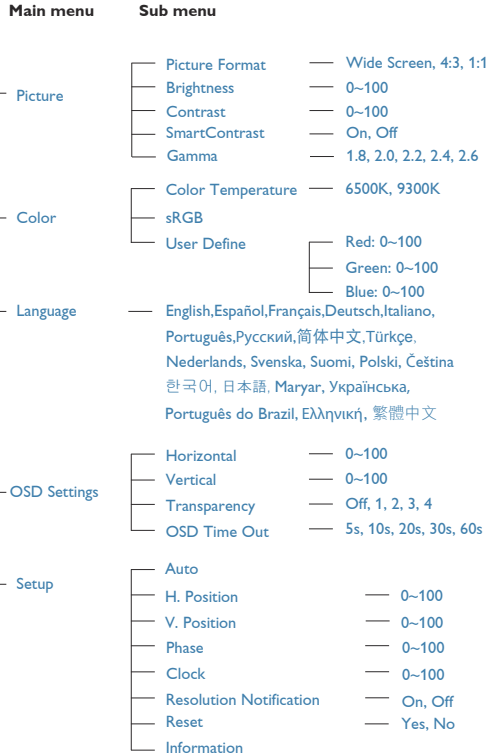 Main menu Sub menu
Picture
Picture Format Wide Screen, 4:3, 1:1
Brightness 0~100
Contrast 0~100
SmartContrast On, Off
Gamma 1.8, 2.0, 2.2, 2.4, 2.6
Color
Color Temperature 6500K, 9300K
sRGB
User Define Red: 0~100
Green: 0~100
Blue: 0~100
Language English,Español,Français,Deutsch,Italiano,
Português,Русский,简体中文,Türkçe,
Nederlands, Svenska, Suomi, Polski, Čeština
한국어, 日本語, Maryar, Українська,
Português do Brazil, Ελληνική, 繁體中文
OSD Settings
Horizontal 0~100
Vertical 0~100
Transparency Off, 1, 2, 3, 4
OSD Time Out 5s, 10s, 20s, 30s, 60s
Setup
Auto
H. Position 0~100
V. Position 0~100
Phase 0~100
Clock 0~100
Resolution Notification On, Off
Reset Yes, No
Information